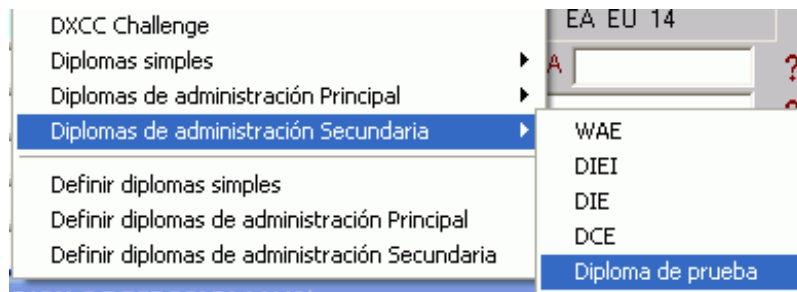 DXCC Challenge
Diplomas simples
Diplomas de administración Principal
Diplomas de administración Secundaria
Definir diplomas simples
Definir diplomas de administración Principal
Definir diplomas de administración Secundaria
EA EU 14
A ?
WAE
DIEI
DIE
DCE
Diploma de prueba